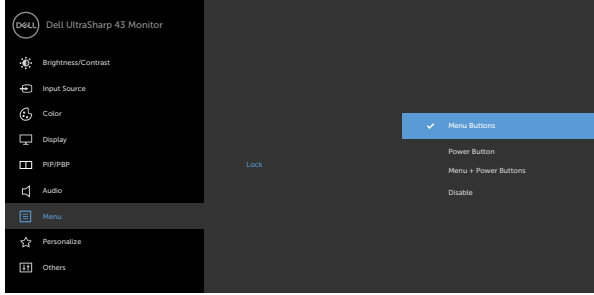 DELL Dell UltraSharp 43 Monitor
Brightness/Contrast
Input Source
Color
Display
PIP/PBP
Audio
Menu
Personalize
Others
Lock
Menu Buttons
Power Button
Menu + Power Buttons
Disable